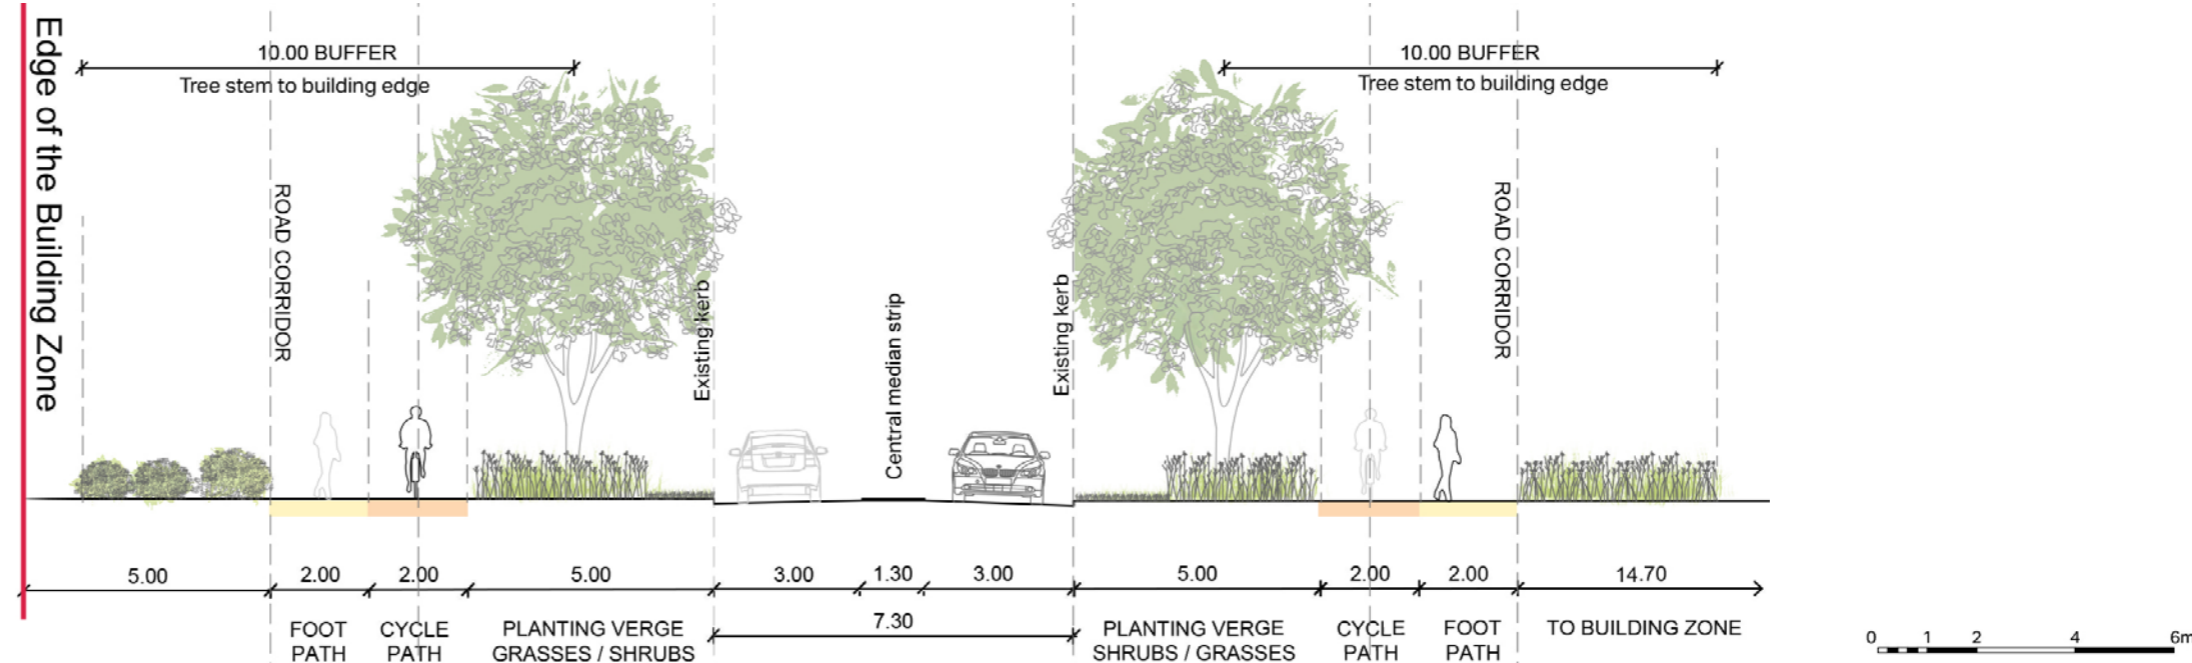 Edge of the Building Zone
10.00 BUFFER
Tree stem to building edge
10.00 BUFFER
Tree stem to building edge
ROAD CORRIDOR
Existing kerb
Central median strip
Existing kerb
ROAD CORRIDOR
5.00
2.00
2.00
5.00
3.00
1.30
3.00
5.00
2.00
2.00
14.70
7.30
FOOT
PATH
CYCLE
PATH
PLANTING VERGE
GRASSES / SHRUBS
PLANTING VERGE
SHRUBS / GRASSES
CYCLE
PATH
FOOT
PATH
TO BUILDING ZONE
0 1 2 4 6m